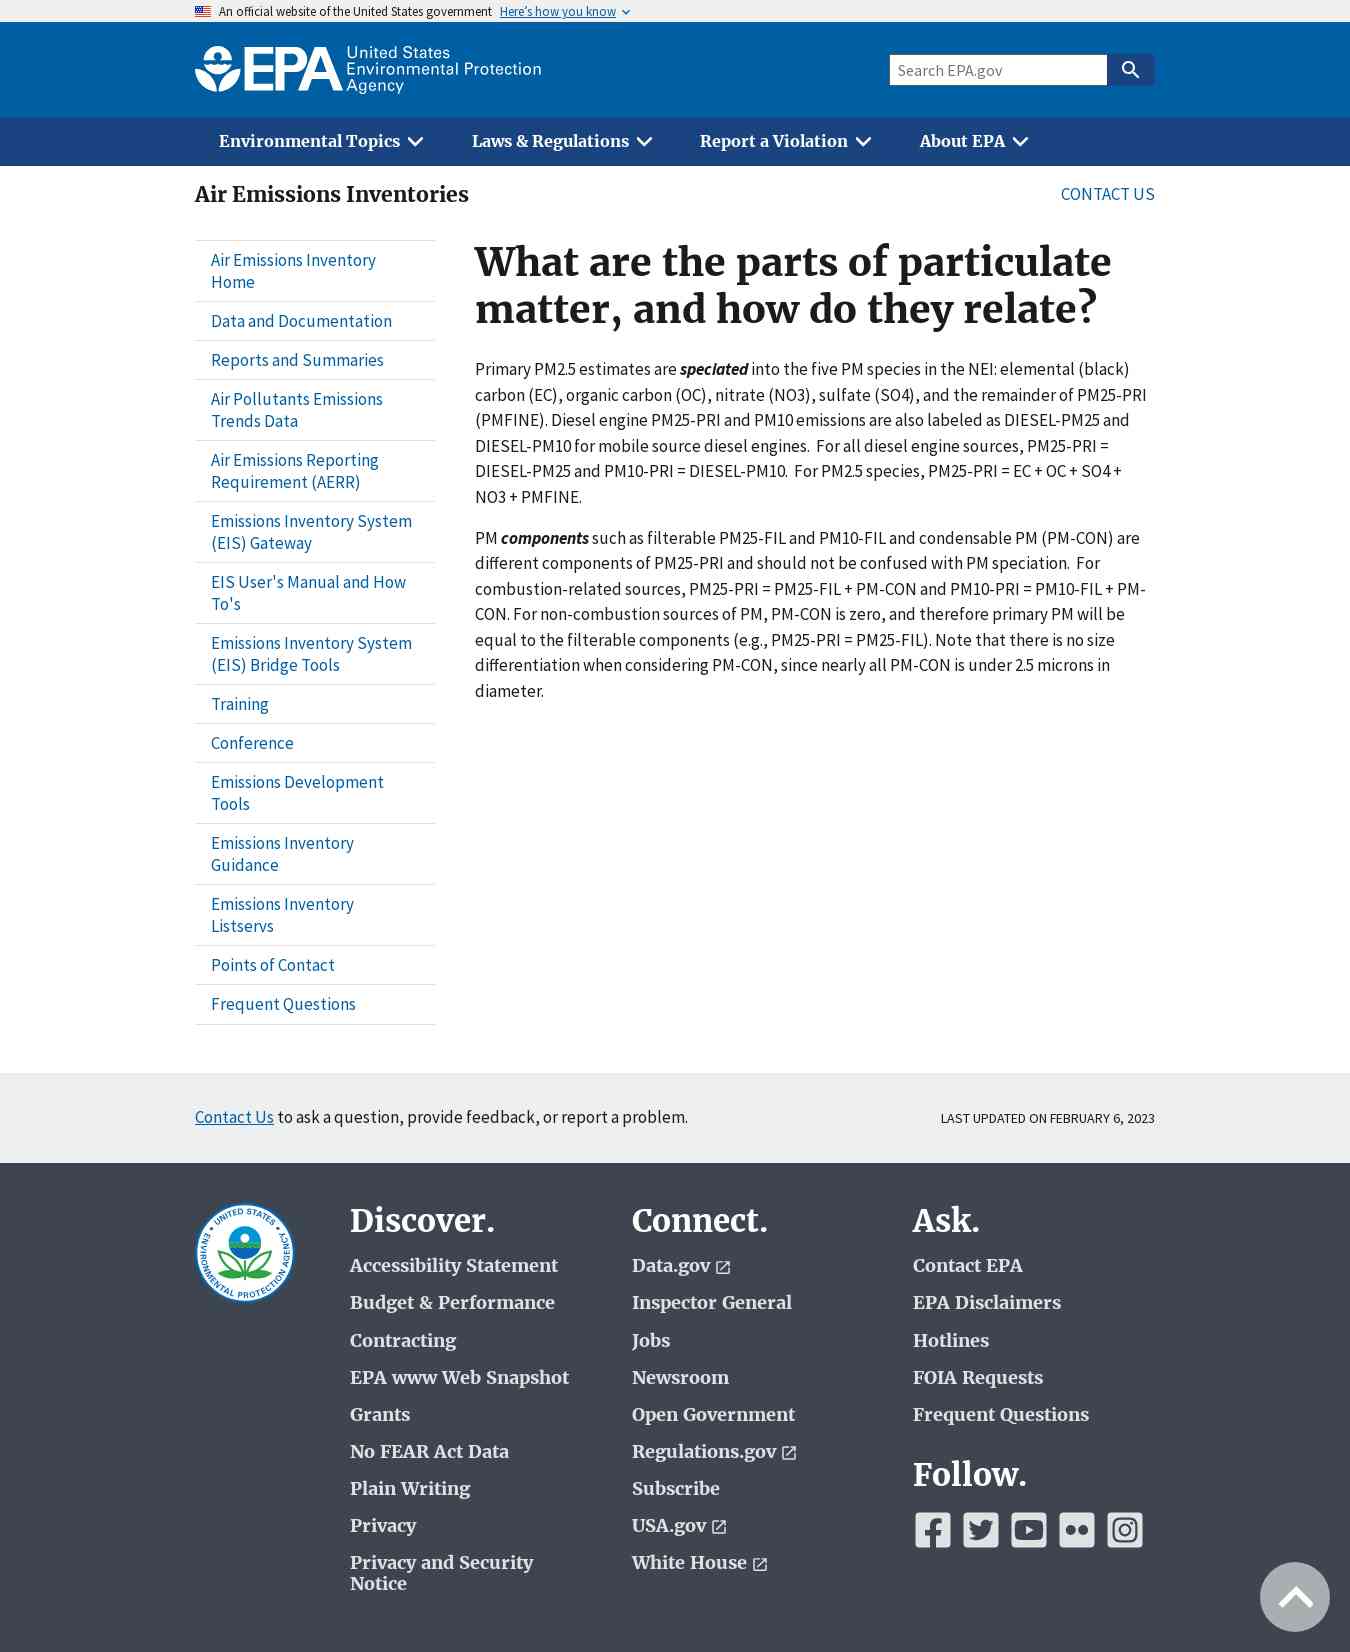 An official website of the United States government Here’s how you know
EPA United States
Environmental Protection
Agency
Search EPA.gov
Environmental Topics Laws & Regulations Report a Violation About EPA
Air Emissions Inventories CONTACT US
Air Emissions Inventory
Home
Data and Documentation
Reports and Summaries
Air Pollutants Emissions
Trends Data
Air Emissions Reporting
Requirement (AERR)
Emissions Inventory System
(EIS) Gateway
EIS User's Manual and How
To's
Emissions Inventory System
(EIS) Bridge Tools
Training
Conference
Emissions Development
Tools
Emissions Inventory
Guidance
Emissions Inventory
Listservs
Points of Contact
Frequent Questions
What are the parts of particulate
matter, and how do they relate?
Primary PM2.5 estimates are speciated into the five PM species in the NEI: elemental (black)
carbon (EC), organic carbon (OC), nitrate (NO3), sulfate (SO4), and the remainder of PM25-PRI
(PMFINE). Diesel engine PM25-PRI and PM10 emissions are also labeled as DIESEL-PM25 and
DIESEL-PM10 for mobile source diesel engines.  For all diesel engine sources, PM25-PRI =
DIESEL-PM25 and PM10-PRI = DIESEL-PM10.  For PM2.5 species, PM25-PRI = EC + OC + SO4 +
NO3 + PMFINE.
PM components such as filterable PM25-FIL and PM10-FIL and condensable PM (PM-CON) are
different components of PM25-PRI and should not be confused with PM speciation.  For
combustion-related sources, PM25-PRI = PM25-FIL + PM-CON and PM10-PRI = PM10-FIL + PM-
CON. For non-combustion sources of PM, PM-CON is zero, and therefore primary PM will be
equal to the filterable components (e.g., PM25-PRI = PM25-FIL). Note that there is no size
differentiation when considering PM-CON, since nearly all PM-CON is under 2.5 microns in
diameter.
Contact Us to ask a question, provide feedback, or report a problem. LAST UPDATED ON FEBRUARY 6, 2023
UNITED STATES
ENVIRONMENTAL PROTECTION AGENCY
Discover.
Accessibility Statement
Budget & Performance
Contracting
EPA www Web Snapshot
Grants
No FEAR Act Data
Plain Writing
Privacy
Privacy and Security
Notice
Connect.
Data.gov
Inspector General
Jobs
Newsroom
Open Government
Regulations.gov
Subscribe
USA.gov
White House
Ask.
Contact EPA
EPA Disclaimers
Hotlines
FOIA Requests
Frequent Questions
Follow.